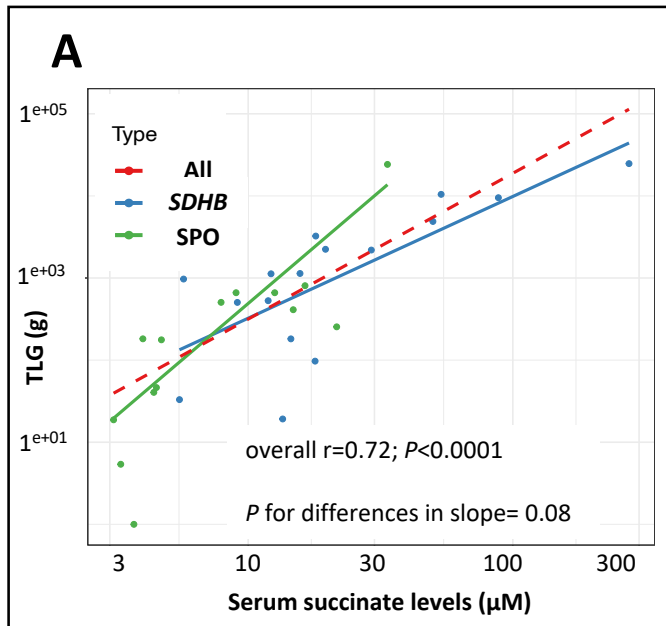 A
1e+05
Type
All
SDHB
SPO
1e+03
TLG (g)
1e+01
overall r=0.72; P<0.0001
P for differences in slope= 0.08
3 10 30 100 300
Serum succinate levels (µM)